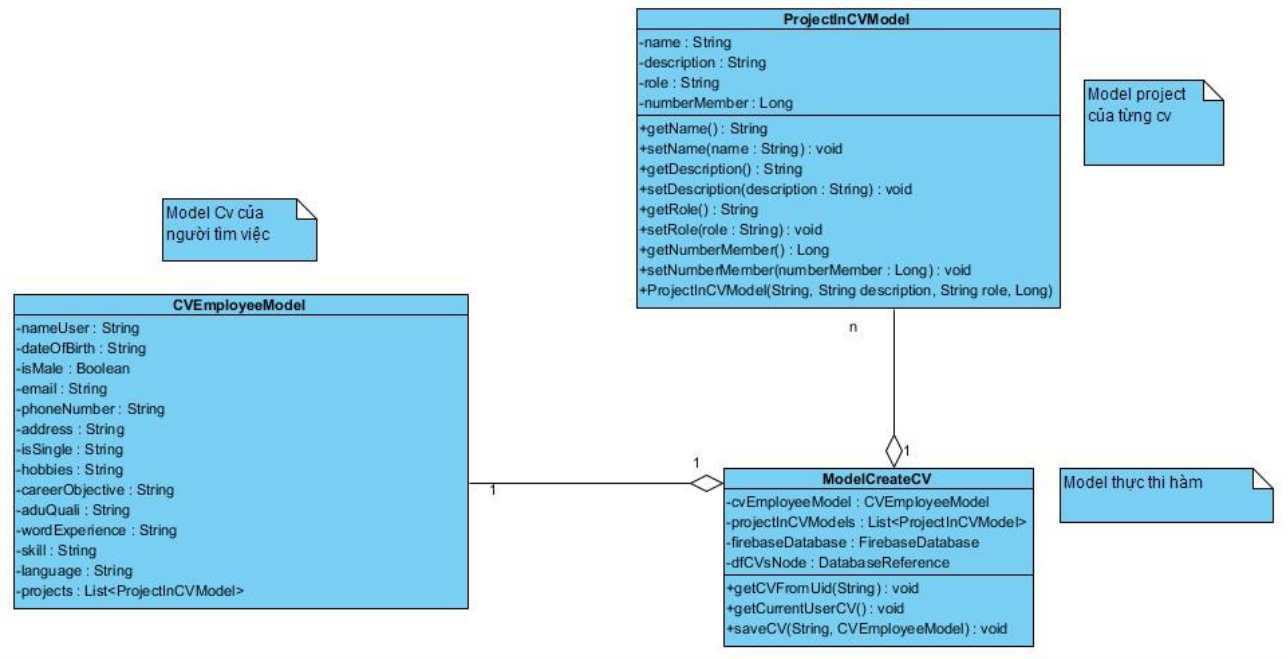 ProjectInCVModel
-name : String
-description : String
-role : String
-numberMember : Long
+getName() : String
+setName(name : String) : void
+getDescription() : String
+setDescription(description : String) : void
+getRole() : String
+setRole(role : String) : void
+getNumberMember() : Long
+setNumberMember(numberMember : Long) : void
+ProjectInCVModel(String, String description, String role, Long)
Model project
của từng cv
Model Cv của
người tìm việc
CVEmployeeModel
-nameUser : String
-dateOfBirth : String
-isMale : Boolean
-email : String
-phoneNumber : String
-address : String
-isSingle : String
-hobbies : String
-careerObjective : String
-aduQuali : String
-wordExperience : String
-skill : String
-language : String
-projects : List<ProjectInCVModel>
n
1
1
1
ModelCreateCV
-cvEmployeeModel : CVEmployeeModel
-projectInCVModels : List<ProjectInCVModel>
-firebaseDatabase : FirebaseDatabase
-dfCVsNode : DatabaseReference
+getCVFromUid(String) : void
+getCurrentUserCV() : void
+saveCV(String, CVEmployeeModel) : void
Model thực thi hàm